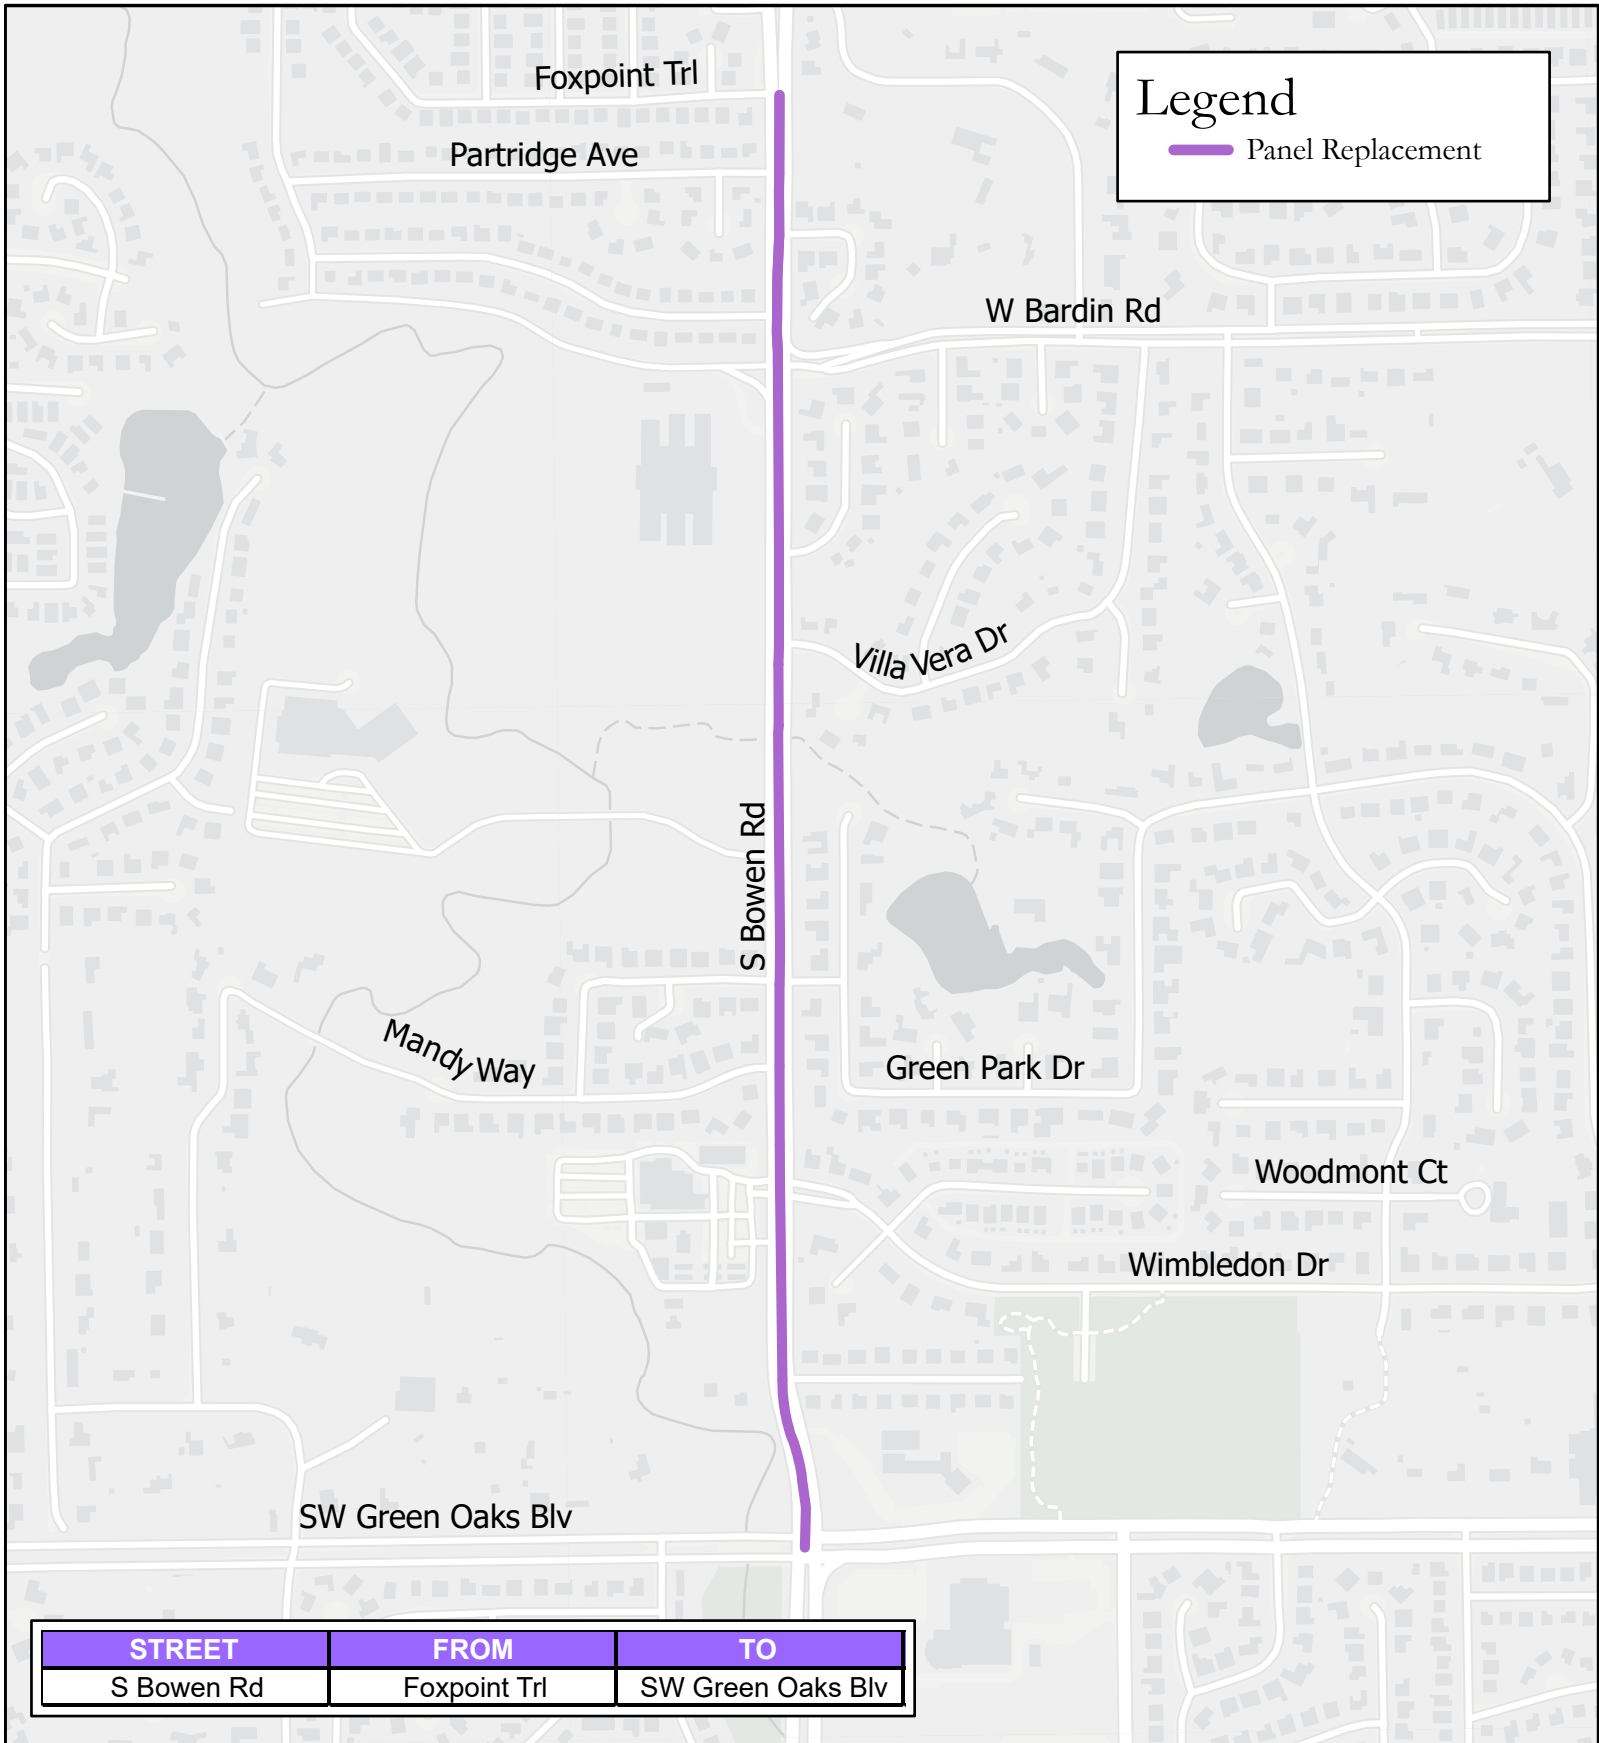 Foxpoint Trl
Legend
Panel Replacement
Partridge Ave
W Bardin Rd
Villa Vera Dr
S Bowen Rd
Mandy Way
Green Park Dr
Woodmont Ct
Wimbledon Dr
SW Green Oaks Blv
STREET FROM TO
S Bowen Rd Foxpoint Trl SW Green Oaks Blv